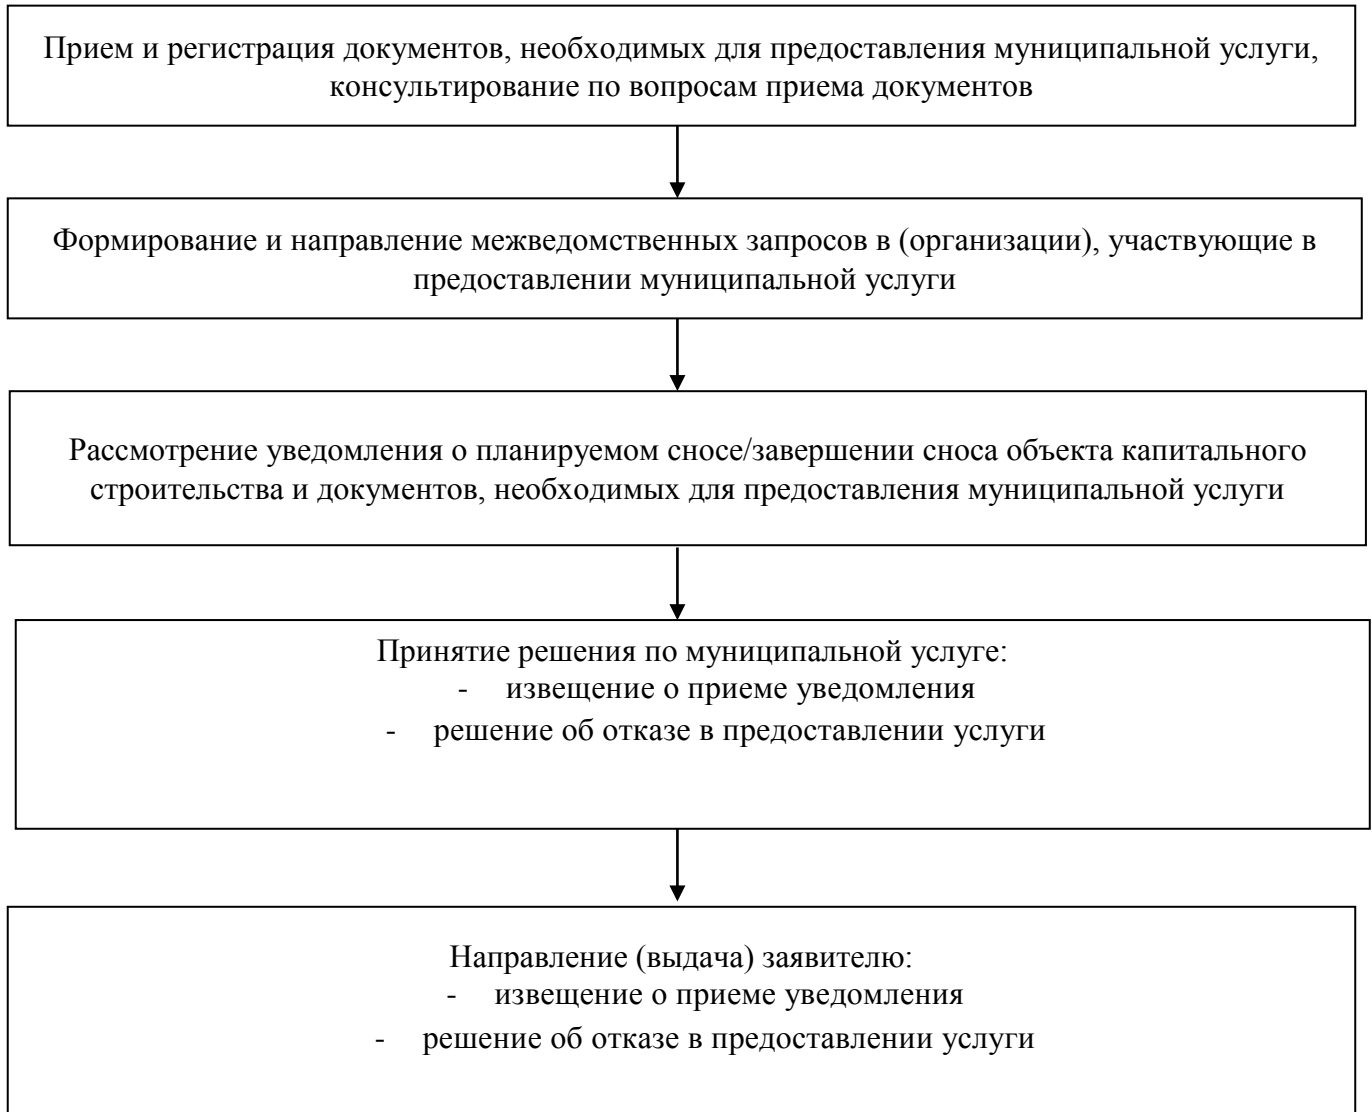 Прием и регистрация документов, необходимых для предоставления муниципальной услуги,
консультирование по вопросам приема документов
Формирование и направление межведомственных запросов в (организации), участвующие в
предоставлении муниципальной услуги
Рассмотрение уведомления о планируемом сносе/завершении сноса объекта капитального
строительства и документов, необходимых для предоставления муниципальной услуги
Принятие решения по муниципальной услуге:
- извещение о приеме уведомления
- решение об отказе в предоставлении услуги
Направление (выдача) заявителю:
- извещение о приеме уведомления
- решение об отказе в предоставлении услуги